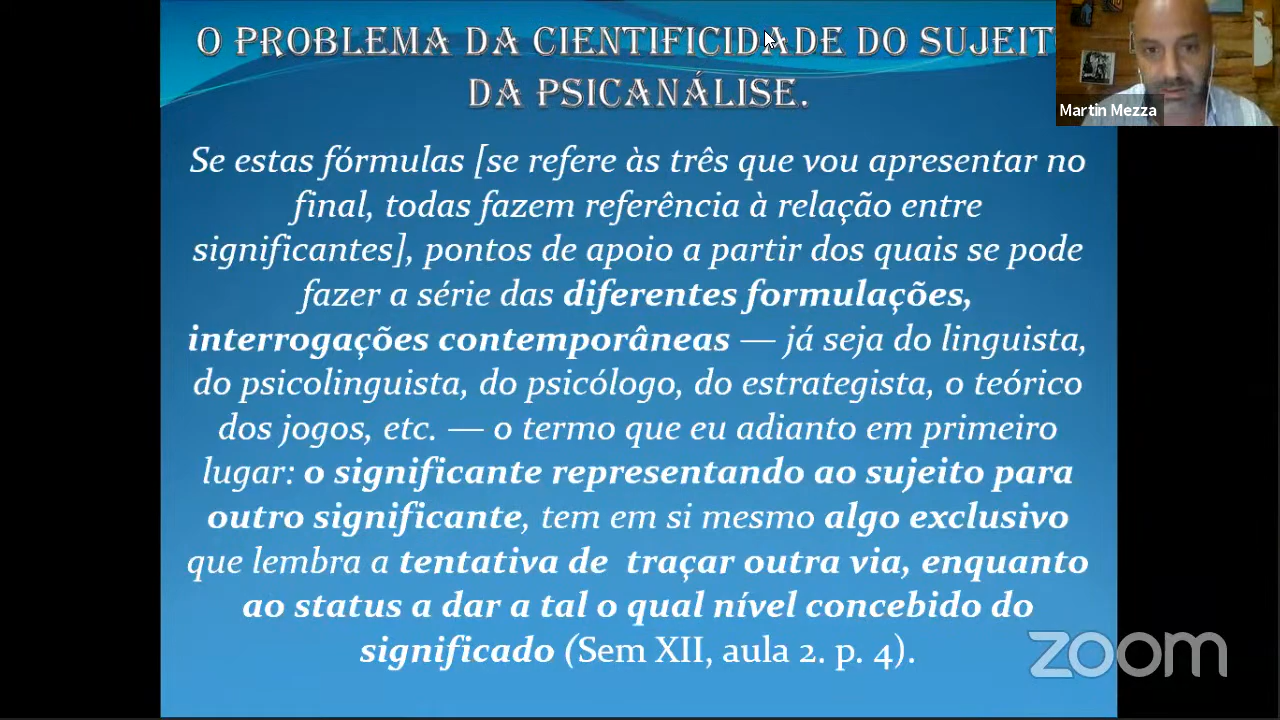 O PROBLEMA DA CIENTIFICIDADE DO SUJEIT
DA PSICANÁLISE.
Martin Mezza
Se estas fórmulas [se refere às três que vou apresentar no
final, todas fazem referência à relação entre
significantes], pontos de apoio a partir dos quais se pode
fazer a série das diferentes formulações,
interrogações contemporâneas — já seja do linguista,
do psicolinguista, do psicólogo, do estrategista, o teórico
dos jogos, etc. — o termo que eu adianto em primeiro
lugar: o significante representando ao sujeito para
outro significante, tem em si mesmo algo exclusivo
que lembra a tentativa de  traçar outra via, enquanto
ao status a dar a tal o qual nível concebido do
significado (Sem XII, aula 2. p. 4).
zoom